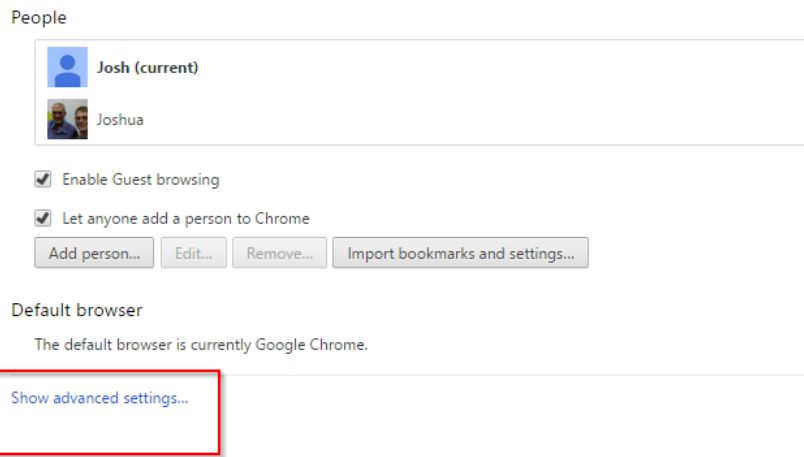 People
Josh (current)
Joshua
Enable Guest browsing
Let anyone add a person to Chrome
Add person... Edit... Remove... Import bookmarks and settings...
Default browser
The default browser is currently Google Chrome.
Show advanced settings...